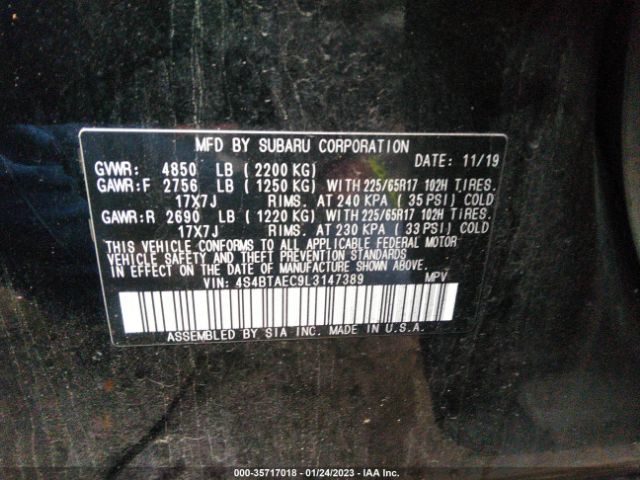 MFD BY SUBARU CORPORATION
GVWR: 4850 LB ( 2200 KG) DATE: 11/19
GAWR:F 2756 LB ( 1250 KG) WITH 225/65R17 102H TIRES.
17X7J RIMS. AT 240 KPA ( 35 PSI) COLD
GAWR:R 2690 LB ( 1220 KG) WITH 225/65R17 102H TIRES.
17X7J RIMS. AT 230 KPA ( 33 PSI) COLD
THIS VEHICLE CONFORMS TO ALL APPLICABLE FEDERAL MOTOR
VEHICLE SAFETY AND THEFT PREVENTION STANDARDS
IN EFFECT ON THE DATE OF MANUFACTURE SHOWN ABOVE.
VIN: 4S4BTAEC9L3147389 MPV
ASSEMBLED BY SIA INC. MADE IN U.S.A.
000-35717018 - 01/24/2023 - IAA Inc.